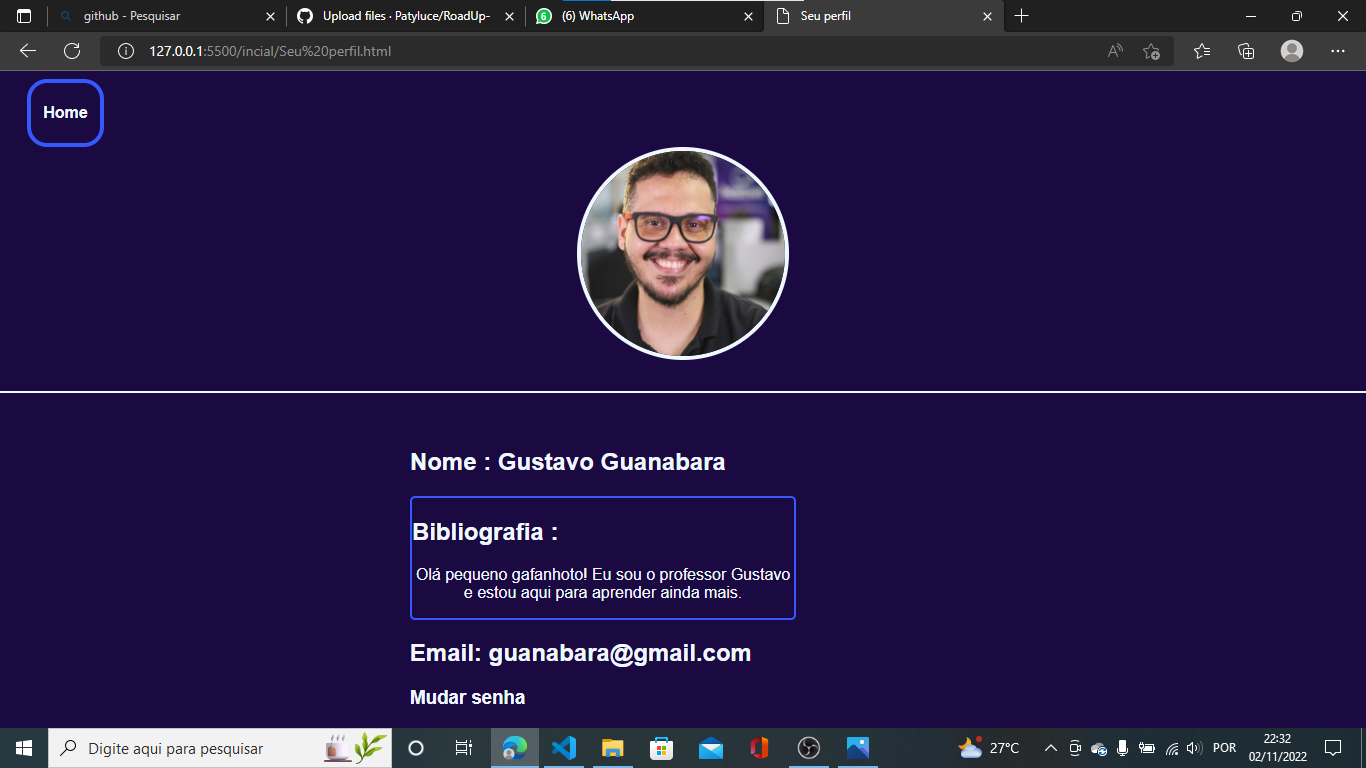 github - Pesquisar
Upload files · Patyluce/RoadUp-
6
(6) WhatsApp
Seu perfil
127.0.0.1:5500/incial/Seu%20perfil.html
Home
Nome : Gustavo Guanabara
Bibliografia :
Olá pequeno gafanhoto! Eu sou o professor Gustavo
e estou aqui para aprender ainda mais.
Email: guanabara@gmail.com
Mudar senha
Digite aqui para pesquisar
27°C
POR
22:32
02/11/2022